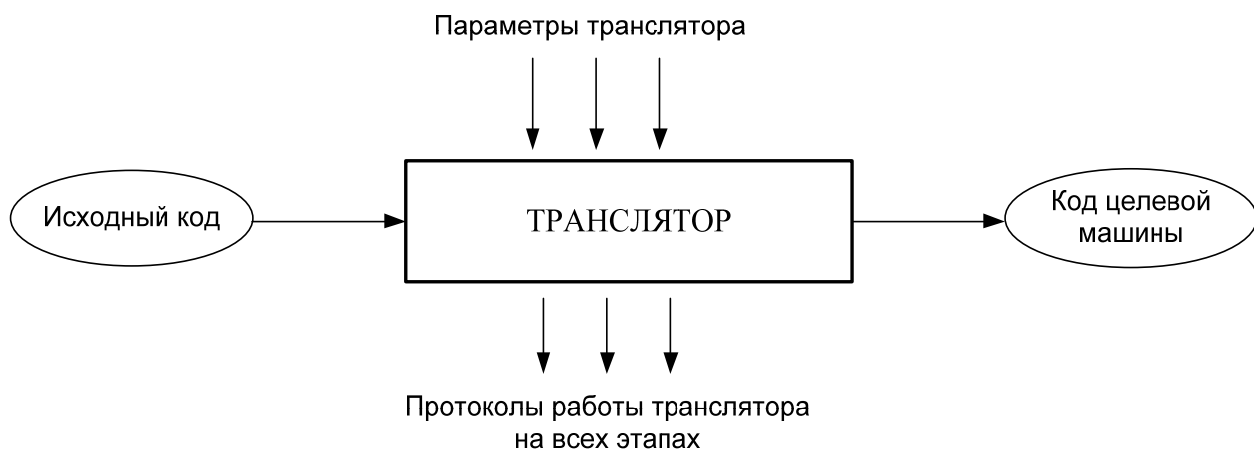 Параметры транслятора
Исходный код
ТРАНСЛЯТОР
Код целевой
машины
Протоколы работы транслятора
на всех этапах